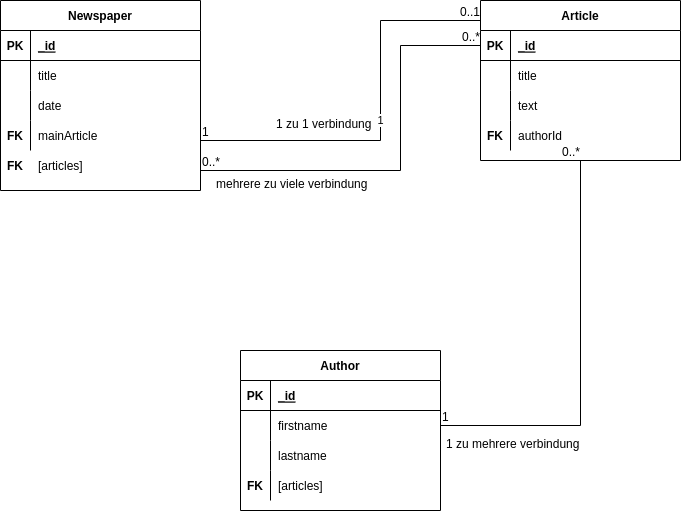 Newspaper
PK _id
title
date
FK mainArticle
FK [articles]
1
0..*
1 zu 1 verbindung
1
mehrere zu viele verbindung
0..1
0..*
Article
PK _id
title
text
FK authorId
0..*
Author
PK _id
firstname
lastname
FK [articles]
1
1 zu mehrere verbindung